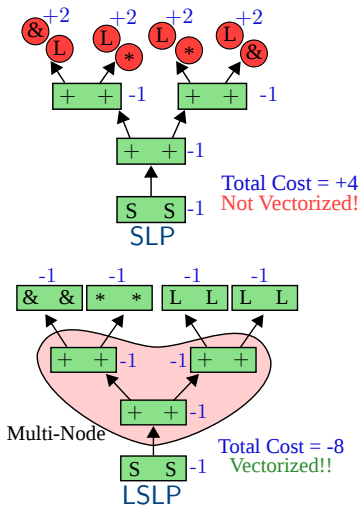 +2 +2 +2 +2
& L L * L * L &
+ + -1 + + -1
+ + -1
S S -1
Total Cost = +4
Not Vectorized!
SLP
-1 -1 -1 -1
& & * * L L L L
+ + -1 -1 + +
+ + -1
Multi-Node
Total Cost = -8
S S -1 Vectorized!!
LSLP